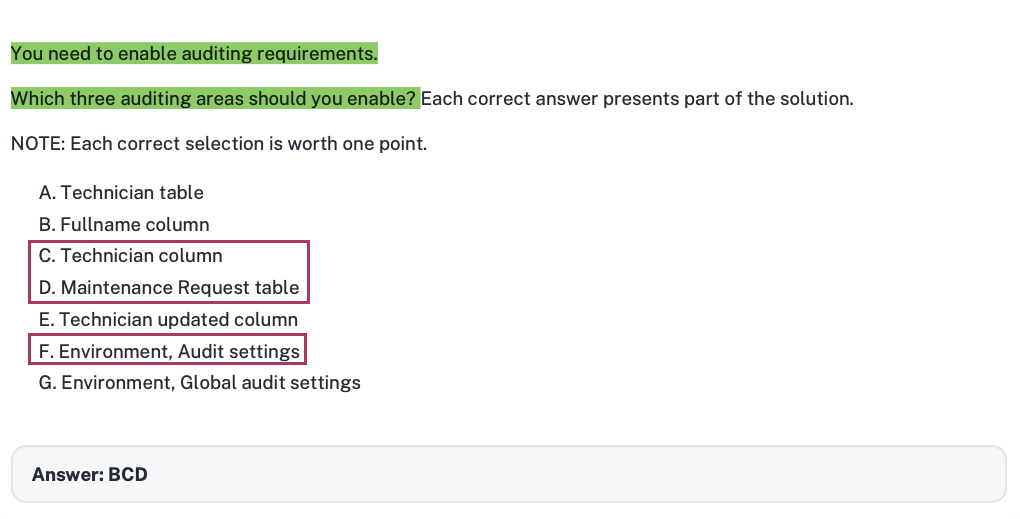 You need to enable auditing requirements.
Which three auditing areas should you enable? Each correct answer presents part of the solution.
NOTE: Each correct selection is worth one point.
A. Technician table
B. Fullname column
C. Technician column
D. Maintenance Request table
E. Technician updated column
F. Environment, Audit settings
G. Environment, Global audit settings
Answer: BCD